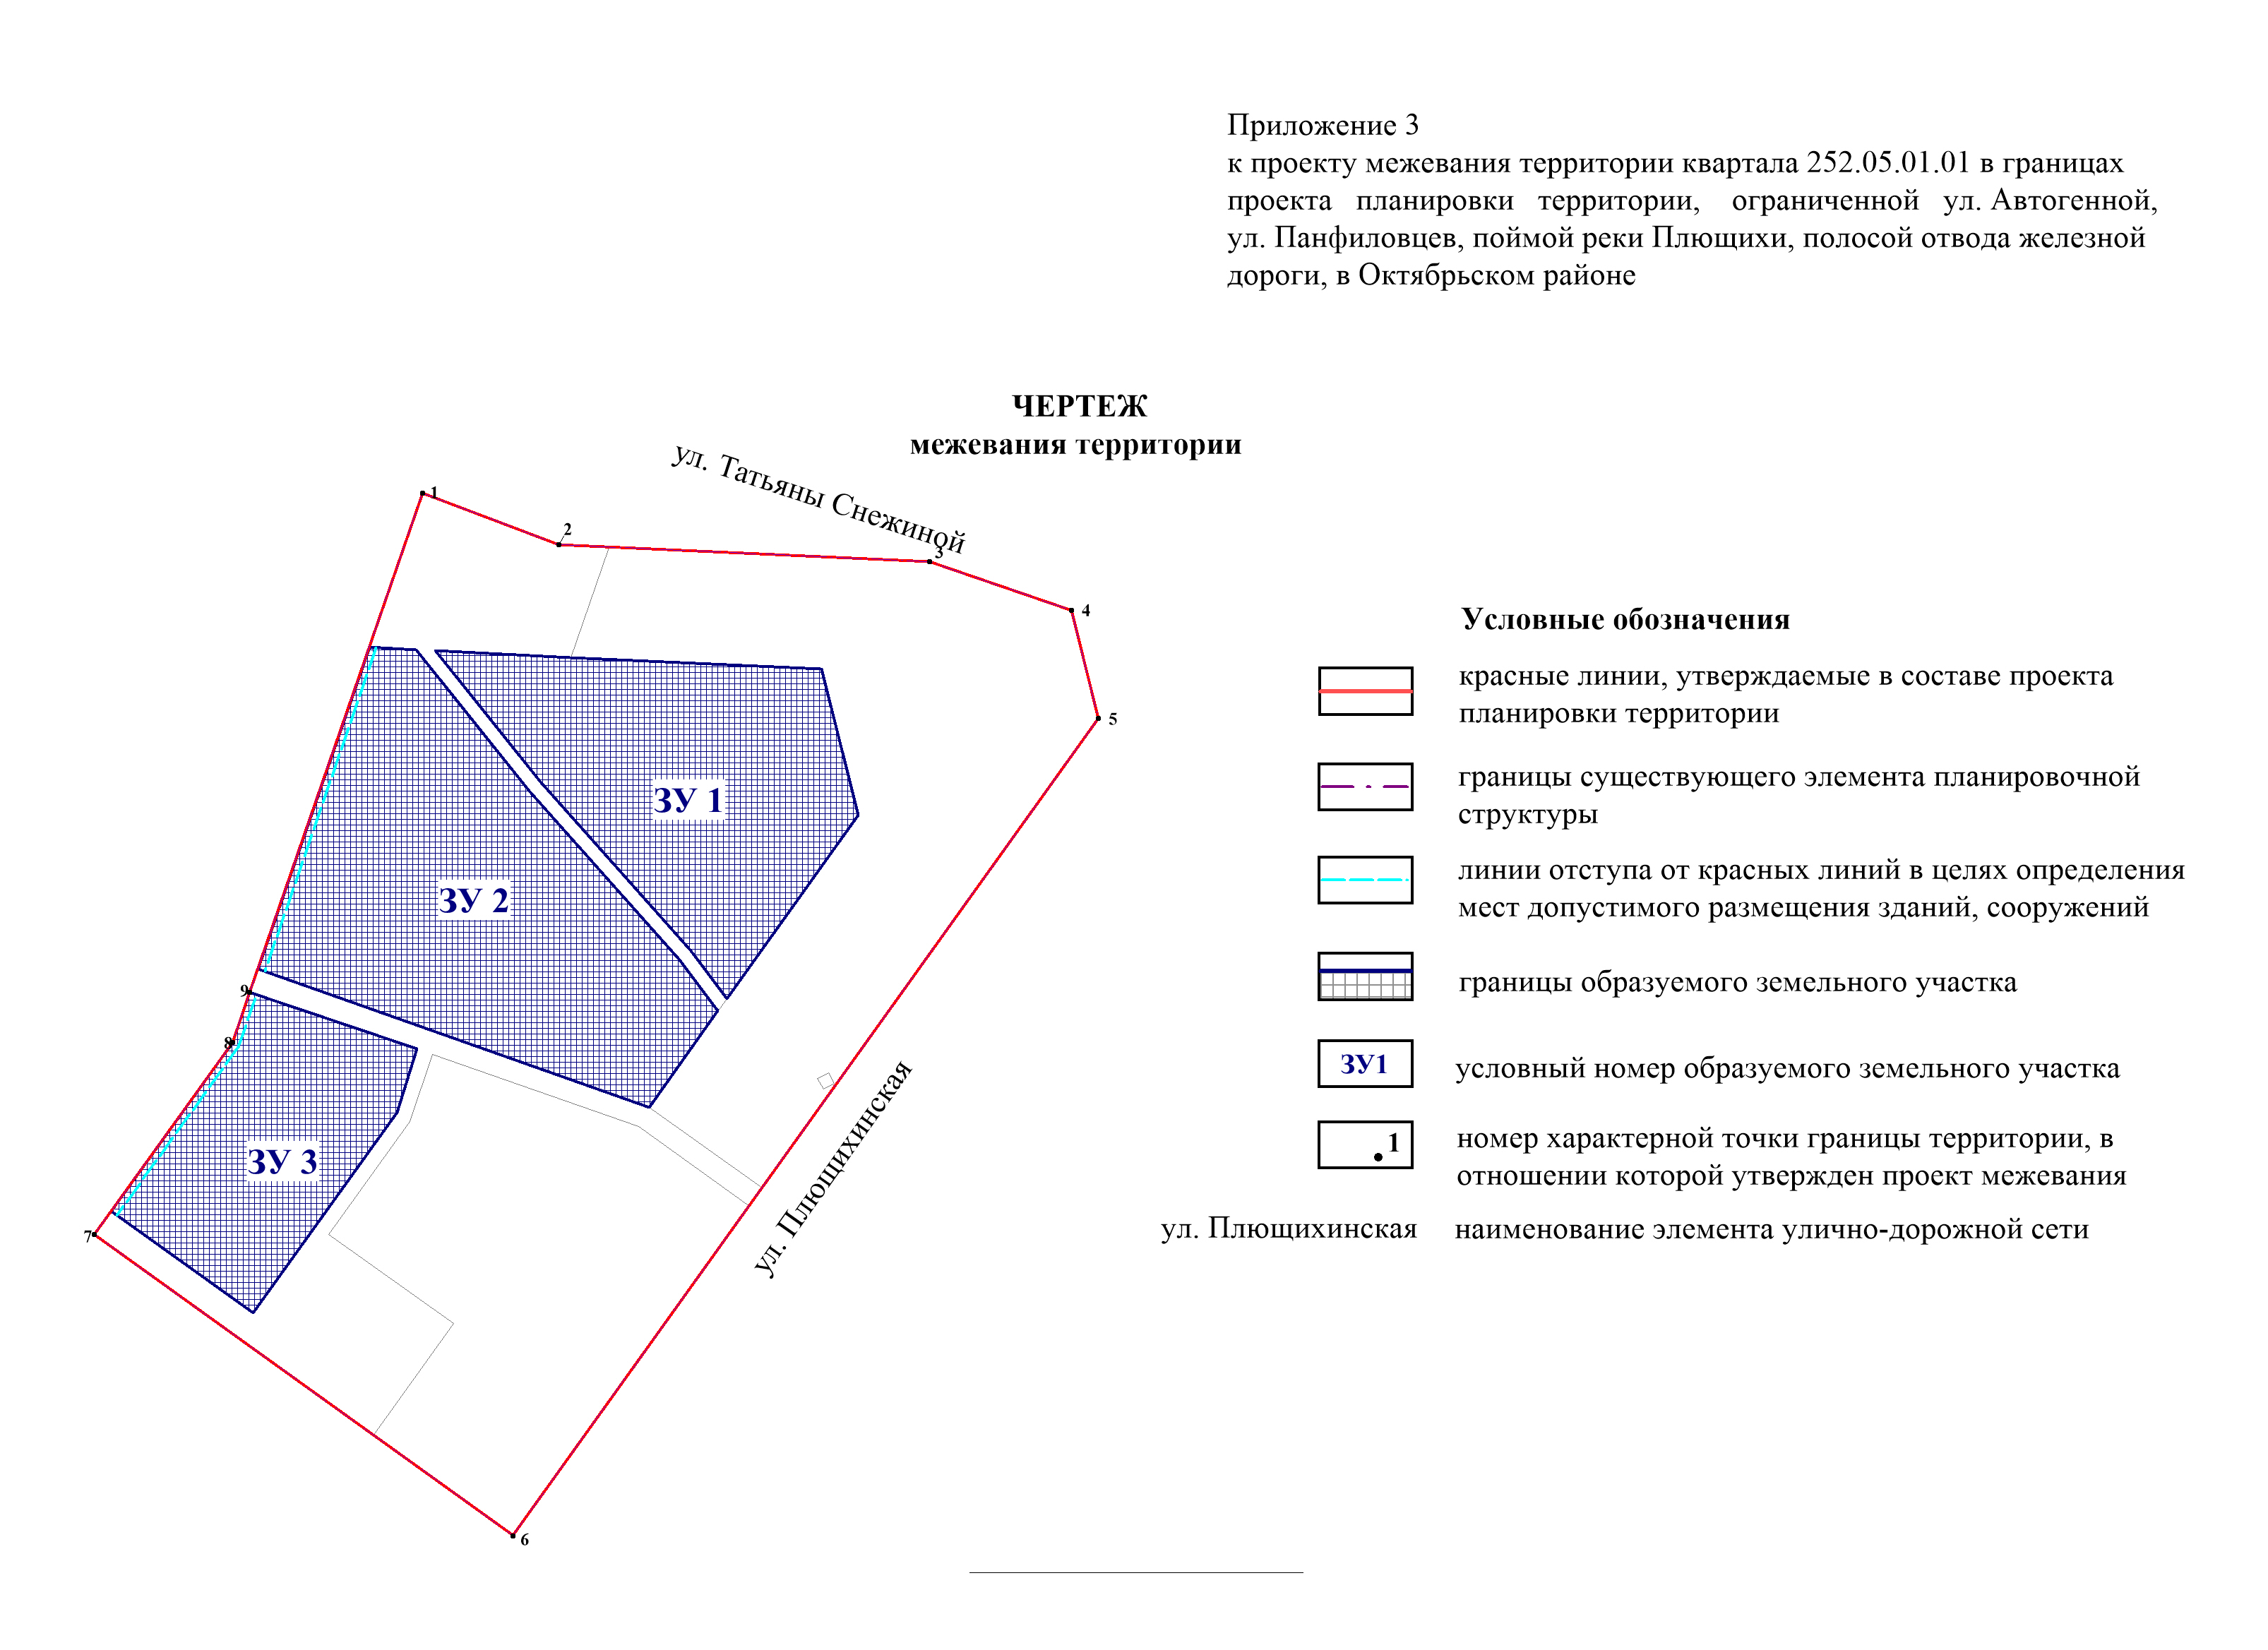 Приложение 3
к проекту межевания территории квартала 252.05.01.01 в границах
проекта планировки территории, ограниченной ул. Автогенной,
ул. Панфиловцев, поймой реки Плющихи, полосой отвода железной
дороги, в Октябрьском районе
ЧЕРТЕЖ
межевания территории
ул. Татьяны Снежиной
1
2
3
4
5
ЗУ 1
ЗУ 2
9
8
ЗУ 3
7
6
ул. Плющихинская
Условные обозначения
красные линии, утверждаемые в составе проекта
планировки территории
границы существующего элемента планировочной
структуры
линии отступа от красных линий в целях определения
мест допустимого размещения зданий, сооружений
границы образуемого земельного участка
ЗУ1 условный номер образуемого земельного участка
1 номер характерной точки границы территории, в
отношении которой утвержден проект межевания
ул. Плющихинская наименование элемента улично-дорожной сети